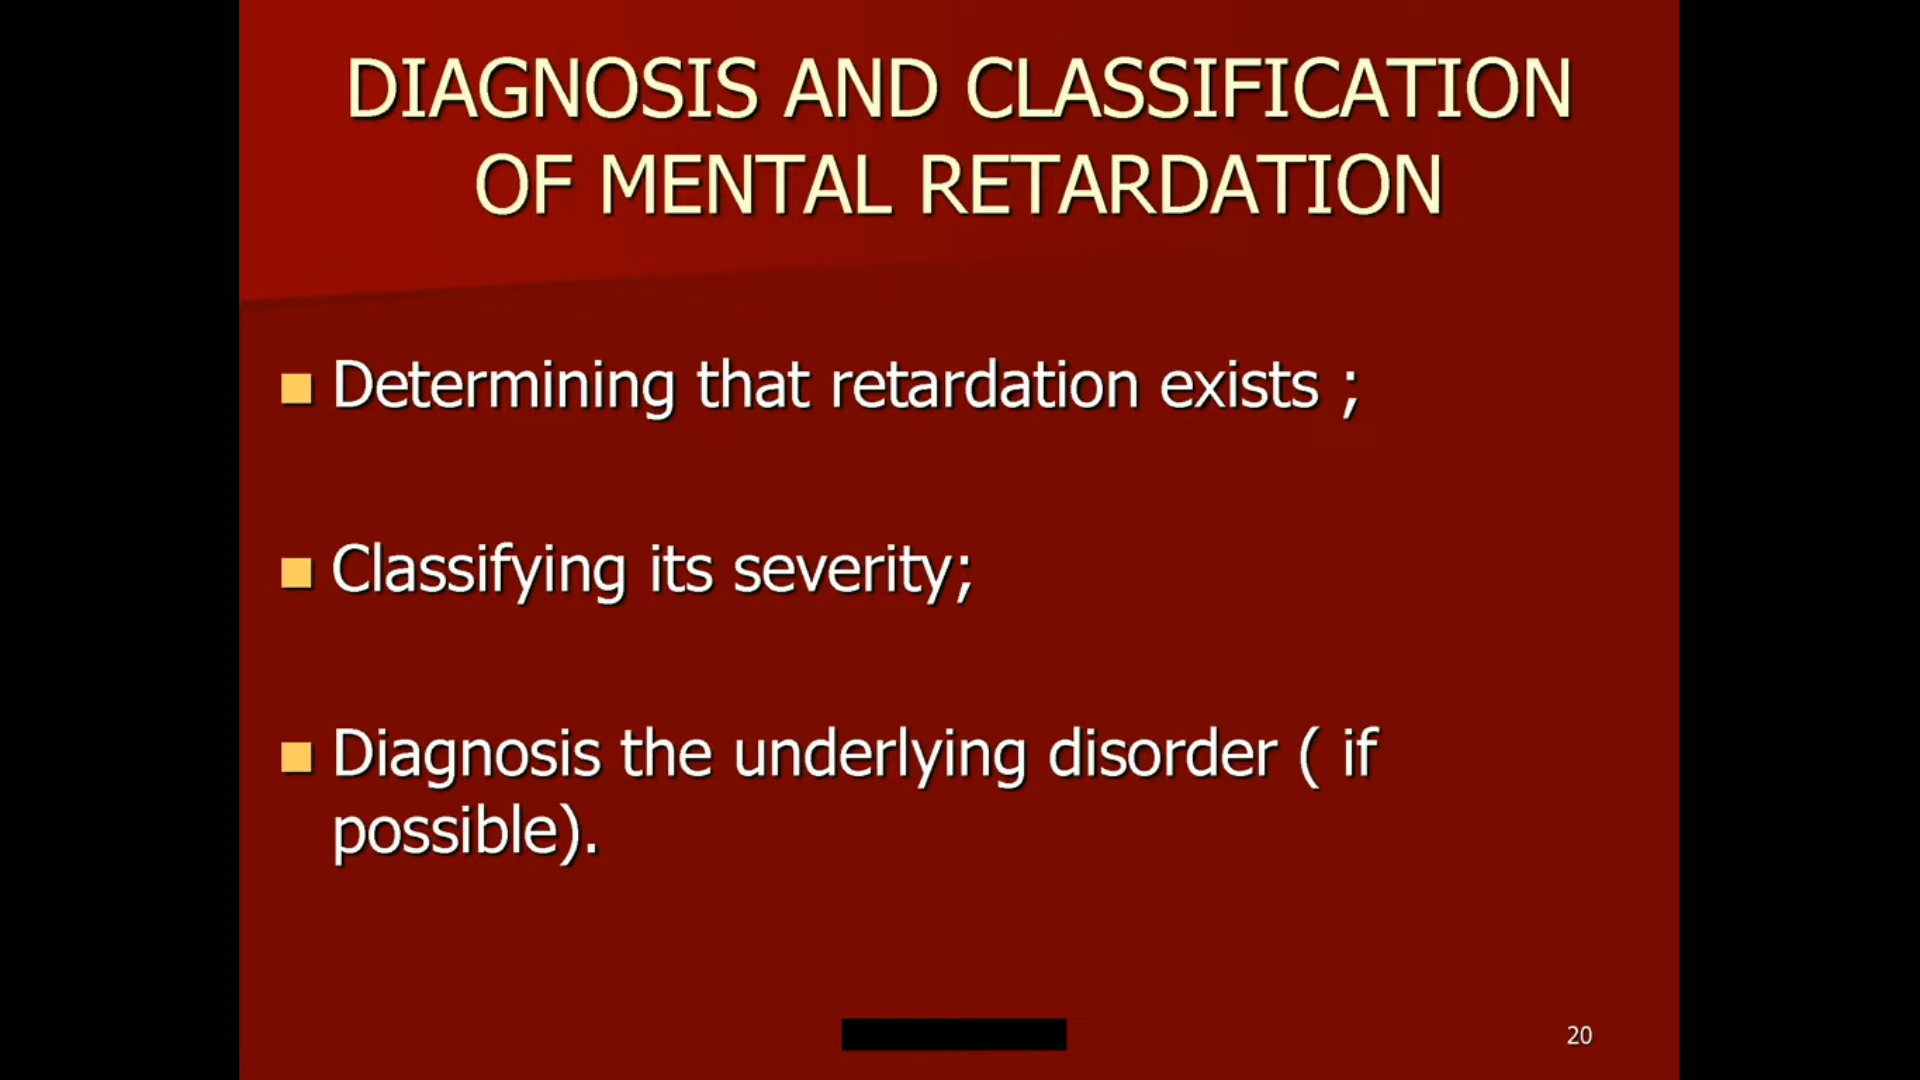 DIAGNOSIS AND CLASSIFICATION
OF MENTAL RETARDATION
Determining that retardation exists ;
Classifying its severity;
Diagnosis the underlying disorder ( if
possible).
20